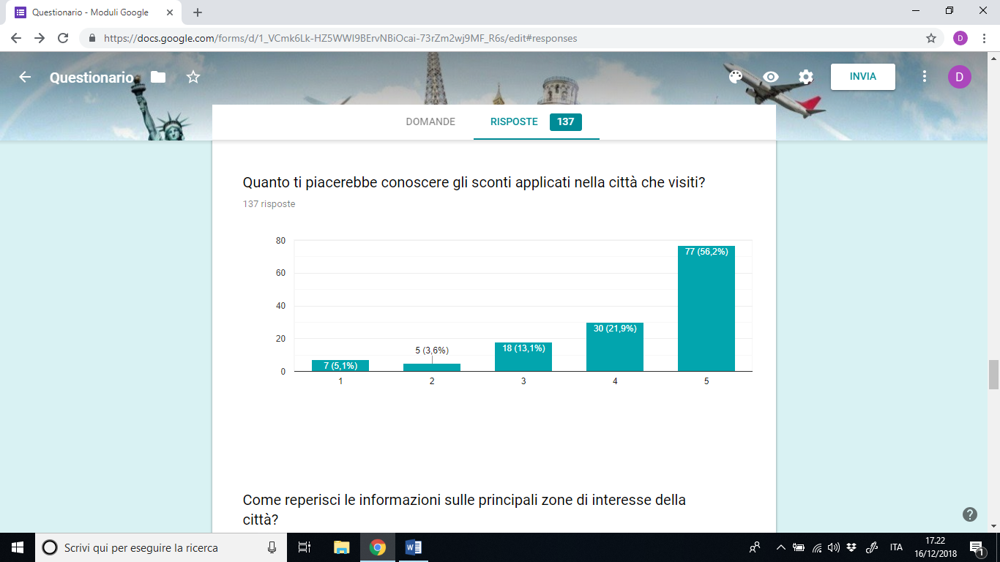 Questionario - Moduli Google
https://docs.google.com/forms/d/1_VCmk6Lk-HZ5WWI9BErvNBiOcai-73rZm2wj9MF_R6s/edit#responses
D
Questionario
INVIA
D
DOMANDE RISPOSTE 137
Quanto ti piacerebbe conoscere gli sconti applicati nella città che visiti?
137 risposte
80
60
40
20
0
7 (5,1%)
5 (3,6%)
18 (13,1%)
30 (21,9%)
77 (56,2%)
1 2 3 4 5
Come reperisci le informazioni sulle principali zone di interesse della
città?
Scrivi qui per eseguire la ricerca
ITA
17.22
16/12/2018
1